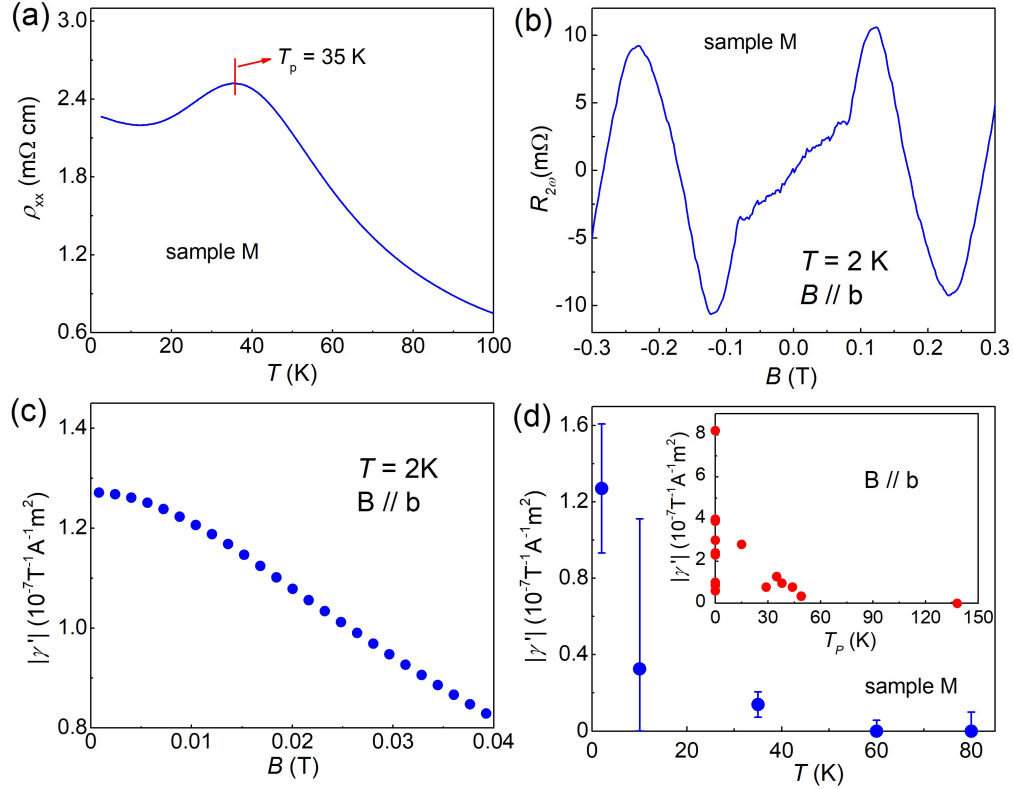 (a)
3.0
2.4
1.8
1.2
0.6
ρxx (mΩ cm)
Tp = 35 K
sample M
0 20 40 60 80 100
T (K)
(b)
10
5
0
-5
-10
R2ω(mΩ)
sample M
T = 2 K
B // b
-0.3 -0.2 -0.1 0.0 0.1 0.2 0.3
B (T)
(c)
1.4
1.2
1.0
0.8
|γ'| (10-7T-1A-1m2)
T = 2K
B // b
0 0.01 0.02 0.03 0.04
B (T)
(d)
1.6
1.2
0.8
0.4
0
|γ'| (10-7T-1A-1m2)
8
6
4
2
0
|γ'| (10-7T-1A-1m2)
B // b
0 30 60 90 120 150
TP (K)
sample M
0 20 40 60 80
T (K)